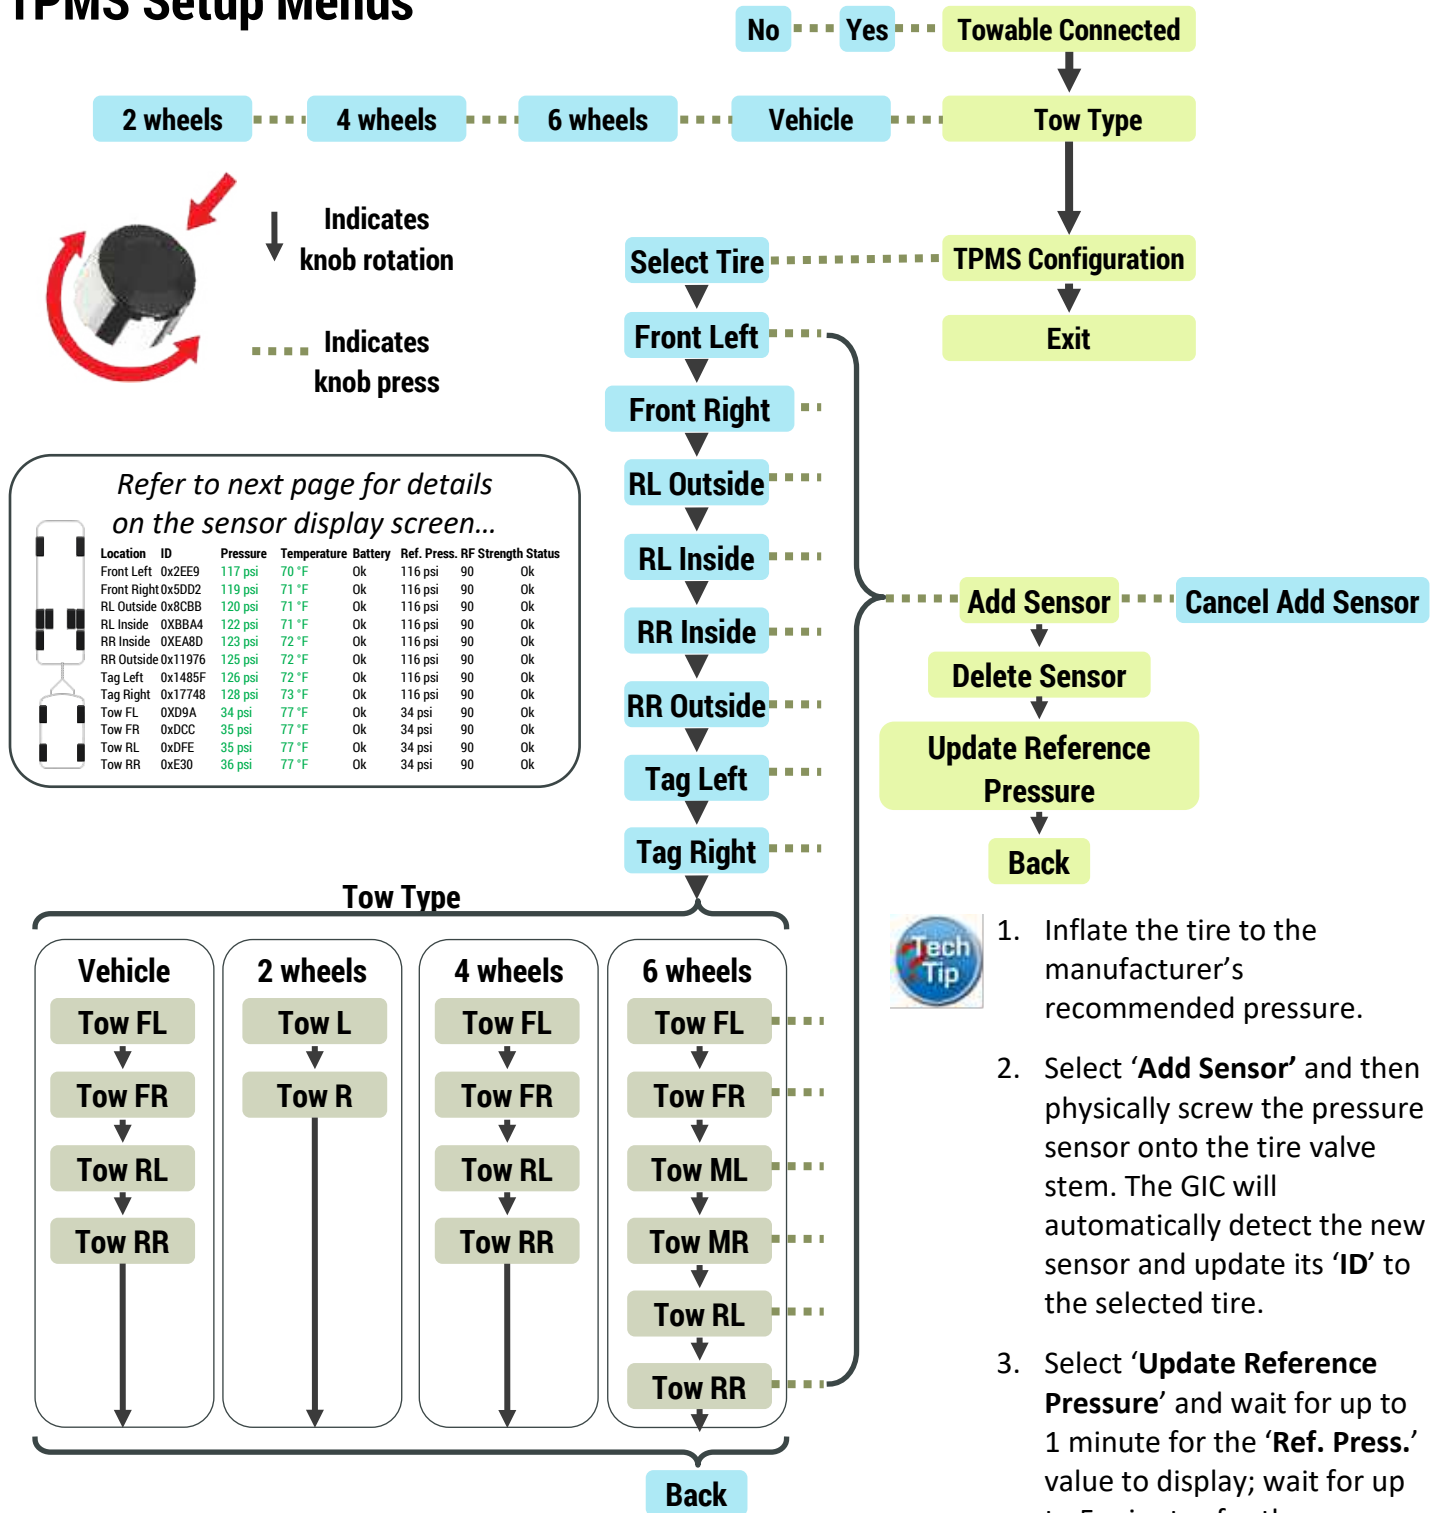 TPMS Setup Menus
No
Yes
Towable Connected
2 wheels
4 wheels
6 wheels
Vehicle
Tow Type
Indicates
knob rotation
Indicates
knob press
Select Tire
TPMS Configuration
Exit
Front Left
Front Right
RL Outside
RL Inside
RR Inside
RR Outside
Tag Left
Tag Right
Refer to next page for details
on the sensor display screen...
Location ID Pressure Temperature Battery Ref. Press. RF Strength Status
Front Left 0x2EE9 117 psi 70 °F Ok 116 psi 90 Ok
Front Right 0x5DD2 119 psi 71 °F Ok 116 psi 90 Ok
RL Outside 0x8CBB 120 psi 71 °F Ok 116 psi 90 Ok
RL Inside 0XBBA4 122 psi 71 °F Ok 116 psi 90 Ok
RR Inside 0XEA8D 123 psi 72 °F Ok 116 psi 90 Ok
RR Outside 0x11976 125 psi 72 °F Ok 116 psi 90 Ok
Tag Left 0x1485F 126 psi 72 °F Ok 116 psi 90 Ok
Tag Right 0x17748 128 psi 73 °F Ok 116 psi 90 Ok
Tow FL 0XD9A 34 psi 77 °F Ok 34 psi 90 Ok
Tow FR 0xDCC 35 psi 77 °F Ok 34 psi 90 Ok
Tow RL 0xDFE 35 psi 77 °F Ok 34 psi 90 Ok
Tow RR 0xE30 36 psi 77 °F Ok 34 psi 90 Ok
Add Sensor
Cancel Add Sensor
Delete Sensor
Update Reference
Pressure
Back
Tow Type
Vehicle
Tow FL
Tow FR
Tow RL
Tow RR
2 wheels
Tow L
Tow R
4 wheels
Tow FL
Tow FR
Tow RL
Tow RR
6 wheels
Tow FL
Tow FR
Tow ML
Tow MR
Tow RL
Tow RR
Back
Tech
Tip
1. Inflate the tire to the
manufacturer’s
recommended pressure.
2. Select ‘Add Sensor’ and then
physically screw the pressure
sensor onto the tire valve
stem. The GIC will
automatically detect the new
sensor and update its ‘ID’ to
the selected tire.
3. Select ‘Update Reference
Pressure’ and wait for up to
1 minute for the ‘Ref. Press.’
value to display; wait for up